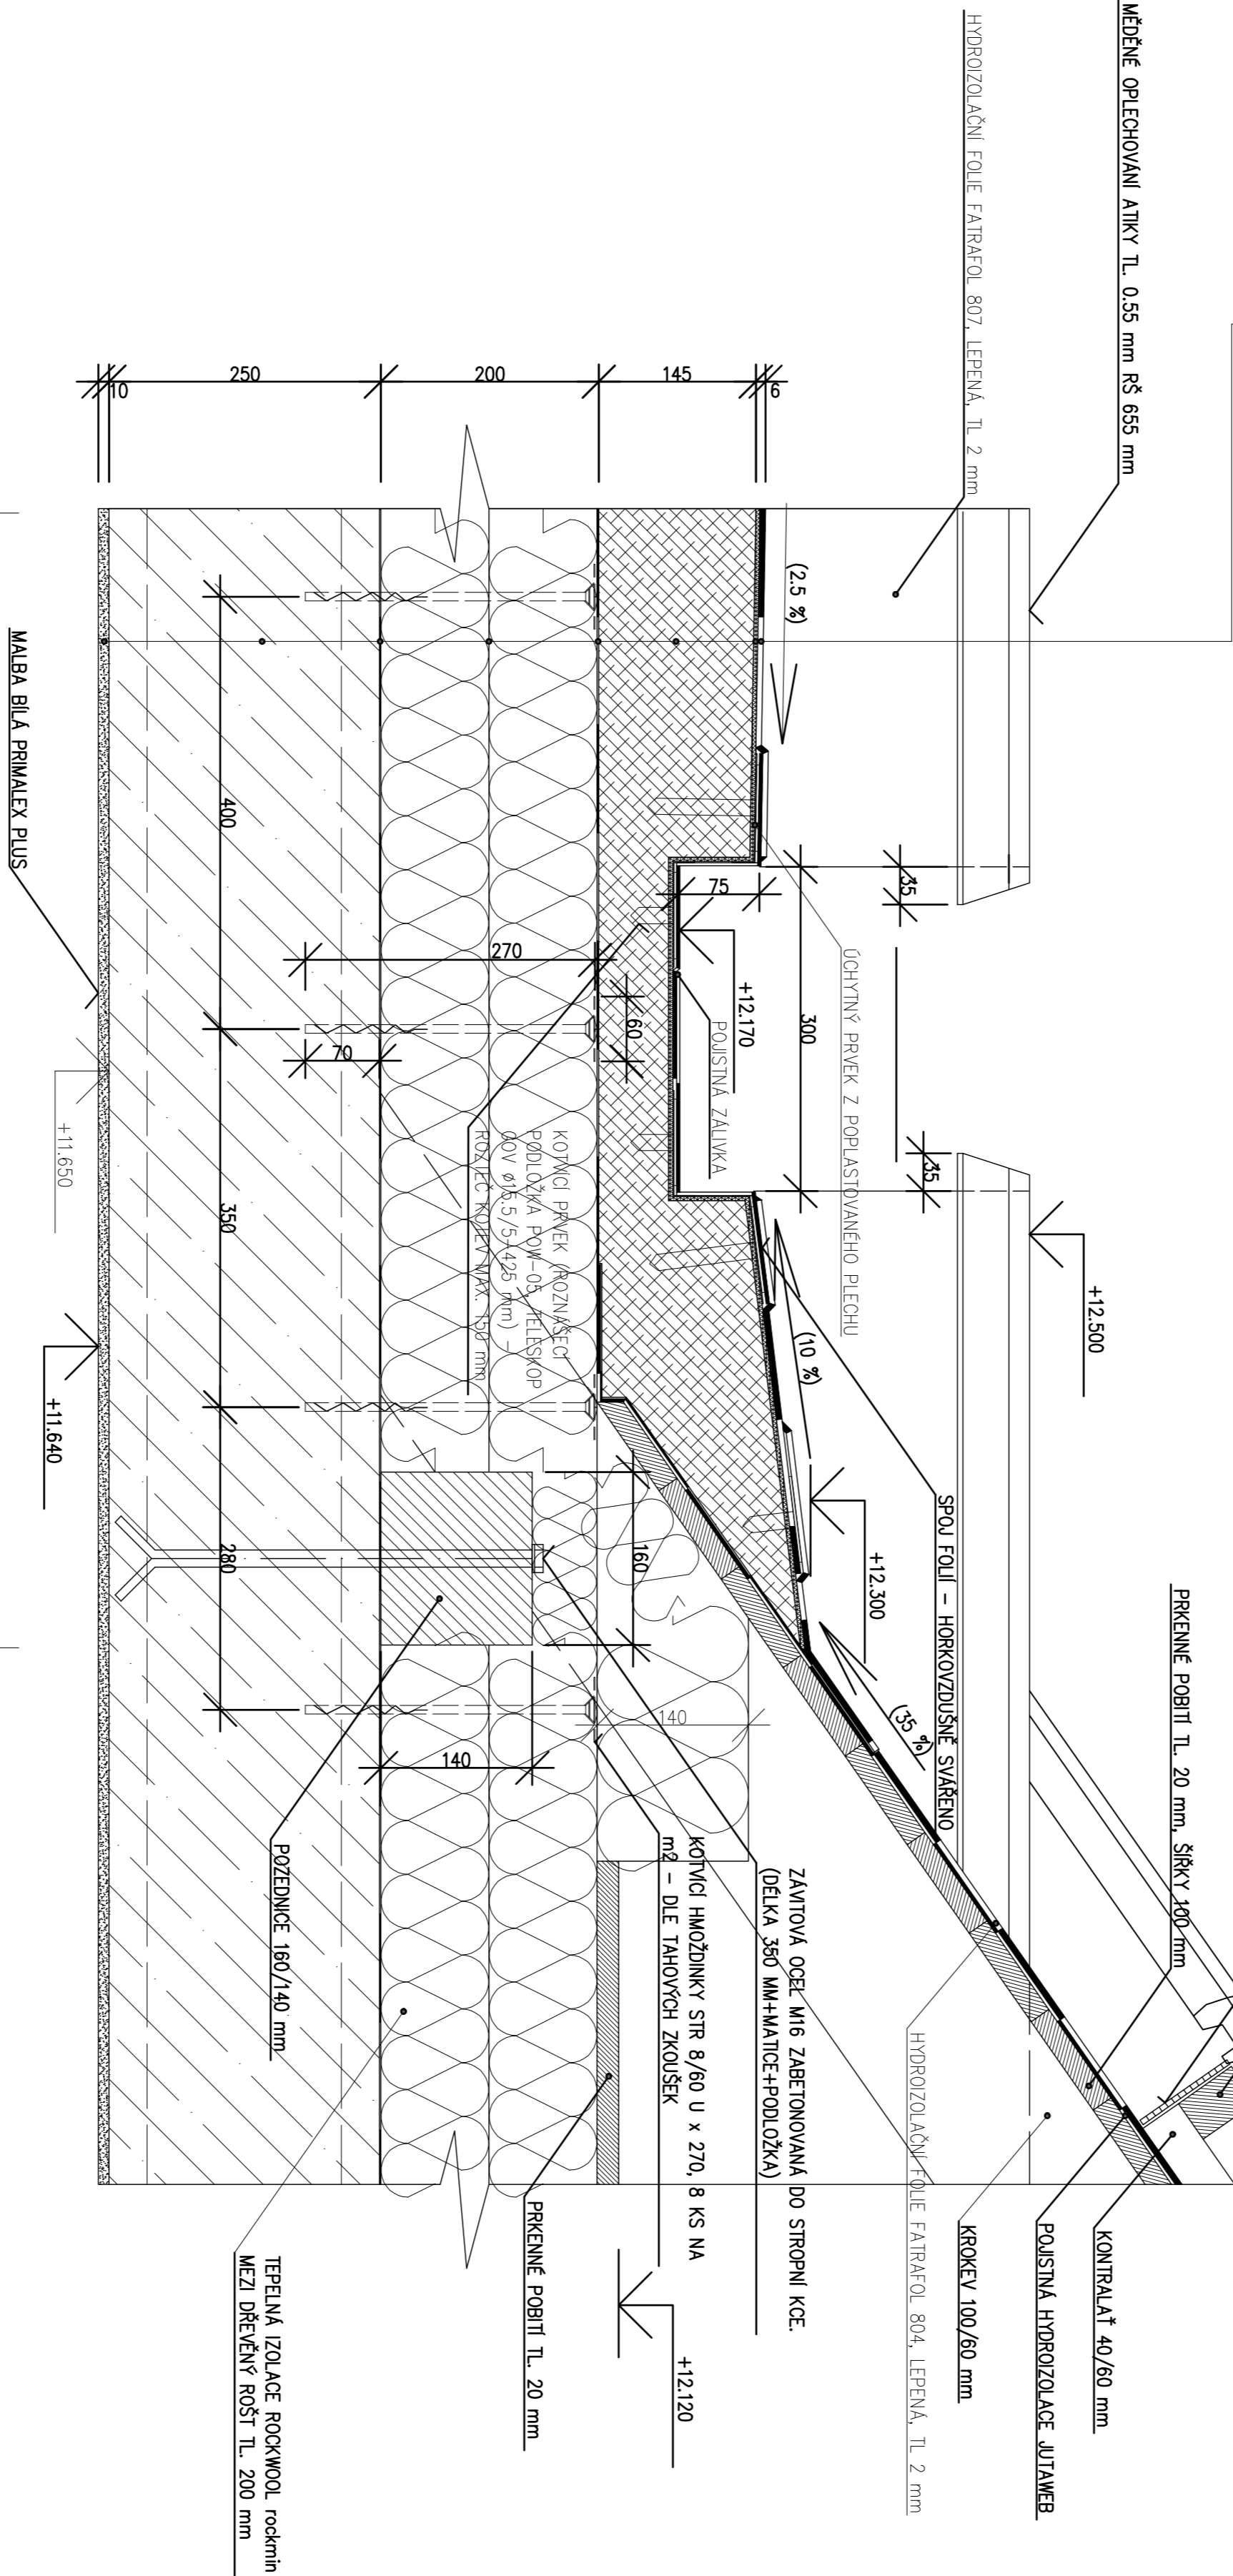 MĚDĚNÉ OPLECHOVÁNÍ ATIKY TL. 0.55 mm RŠ 655 mm
HYDROIZOLAČNÍ FOLIE FATRAFOL 807, LEPENÁ, TL 2 mm
PRKENNÉ POBITÍ TL. 20 mm, ŠÍŘKY 100 mm
KONTRALAŤ 40/60 mm
POJISTNÁ HYDROIZOLACE JUTAWEB
KROKEV 100/60 mm
HYDROIZOLAČNÍ FOLIE FATRAFOL 804, LEPENÁ, TL 2 mm
SPOJ FOLIÍ – HORKOVZDUŠNĚ SVAŘENO
ÚCHYTNÝ PRVEK Z POPLASTOVANÉHO PLECHU
POJISTNÁ ZÁLIVKA
ZÁVITOVÁ OCEL M16 ZABETONOVANÁ DO STROPNÍ KCE.
(DÉLKA 350 MM+MATICE+PODLOŽKA)
KOTVÍCÍ HMOŽDINKY STR 8/60 U x 270, 8 KS NA
m2 – DLE TAHOVÝCH ZKOUŠEK
KOTVÍCÍ PRVEK (ROZNÁŠECÍ
PODLOŽKA POW-05, TELESKOP
GOV ø15.5/5-425 mm) –
ROZTEČ KOTEV MAX. 150 mm
PRKENNÉ POBITÍ TL. 20 mm
POZEDNICE 160/140 mm
TEPELNÁ IZOLACE ROCKWOOL rockmin
MEZI DŘEVĚNÝ ROŠT TL. 200 mm
MALBA BÍLÁ PRIMALEX PLUS
+12.500
+12.300
+12.170
+12.120
+11.650
+11.640
(2.5 %)
(10 %)
(35 %)
10
250
200
145
6
35
35
300
75
270
60
70
400
350
280
160
140
140